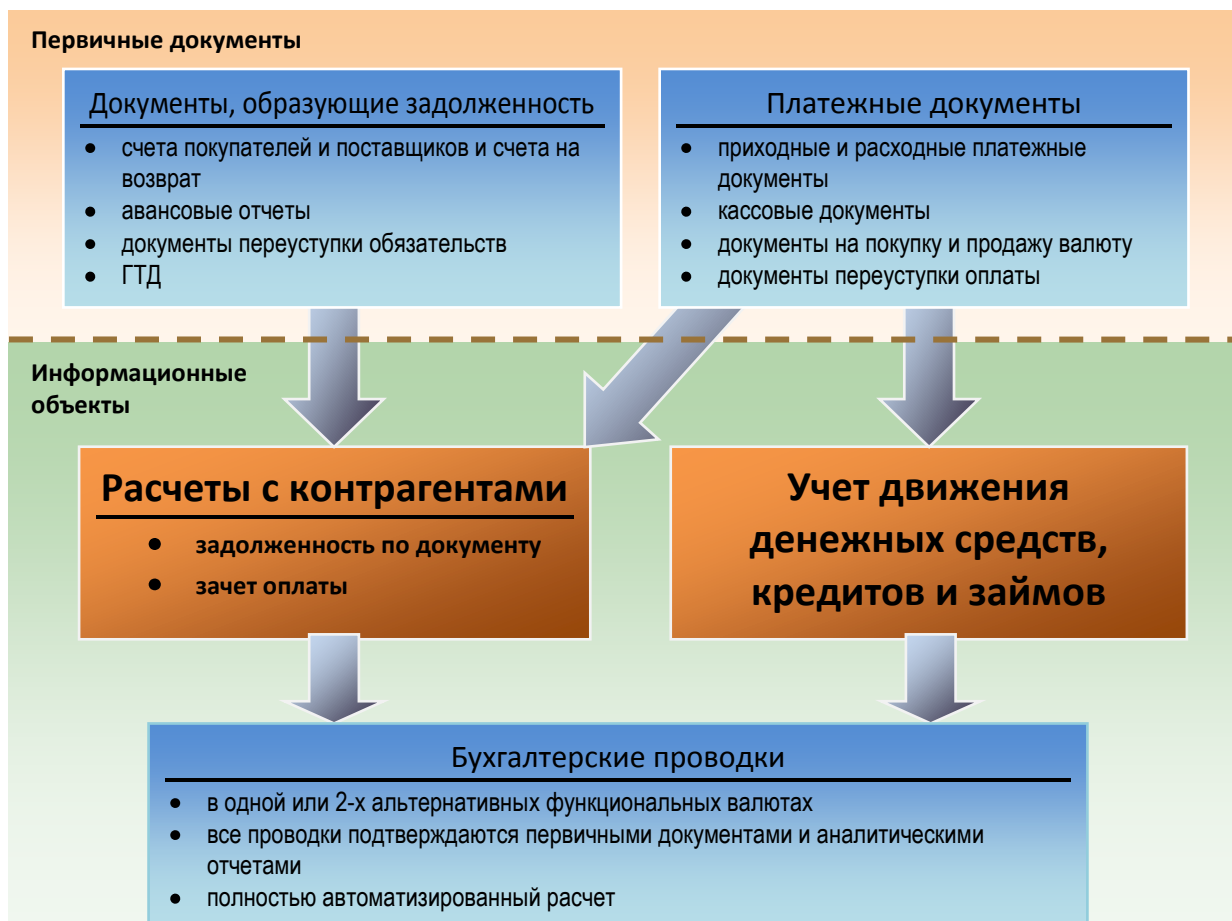 Первичные документы
Документы, образующие задолженность
счета покупателей и поставщиков и счета на
возврат
авансовые отчеты
документы переуступки обязательств
ГТД
Платежные документы
приходные и расходные платежные
документы
кассовые документы
документы на покупку и продажу валюту
документы переуступки оплаты
Информационные
объекты
Расчеты с контрагентами
задолженность по документу
зачет оплаты
Учет движения
денежных средств,
кредитов и займов
Бухгалтерские проводки
в одной или 2-х альтернативных функциональных валютах
все проводки подтверждаются первичными документами и аналитическими
отчетами
полностью автоматизированный расчет